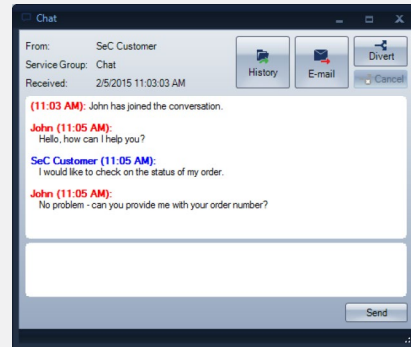 Chat
From: SeC Customer
Service Group: Chat
Received: 2/5/2015 11:03:03 AM
History
E-mail
Divert
Cancel
(11:03 AM): John has joined the conversation.
John (11:05 AM):
Hello, how can I help you?
SeC Customer (11:05 AM):
I would like to check on the status of my order.
John (11:05 AM):
No problem - can you provide me with your order number?
Send